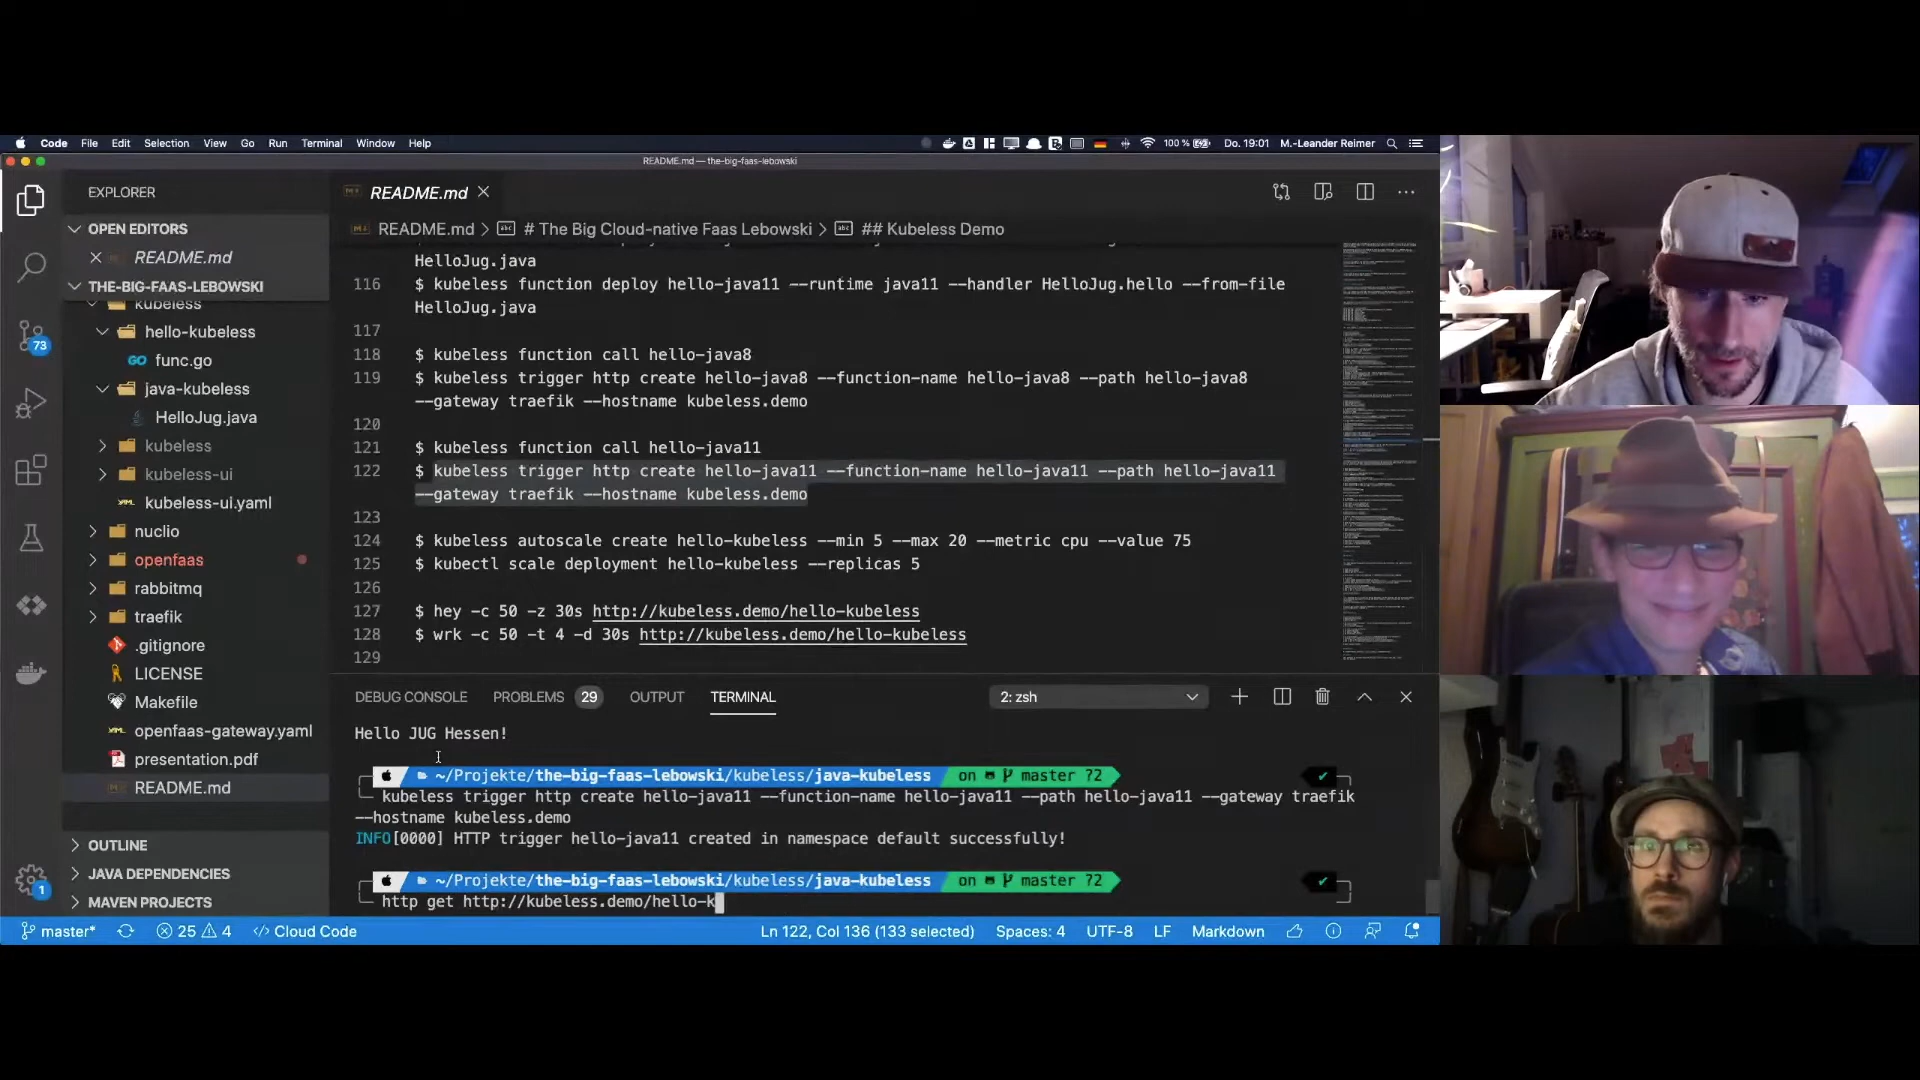 Code File Edit Selection View Go Run Terminal Window Help 100 % Do. 19:01 M.-Leander Reimer
README.md — the-big-faas-lebowski
EXPLORER
OPEN EDITORS
README.md
THE-BIG-FAAS-LEBOWSKI
kubeless
hello-kubeless
GO func.go
java-kubeless
HelloJug.java
kubeless
kubeless-ui
kubeless-ui.yaml
nuclio
openfaas
rabbitmq
traefik
.gitignore
LICENSE
Makefile
openfaas-gateway.yaml
presentation.pdf
README.md
OUTLINE
JAVA DEPENDENCIES
MAVEN PROJECTS
73
1
README.md
README.md > # The Big Cloud-native Faas Lebowski > ## Kubeless Demo
HelloJug.java
116 $ kubeless function deploy hello-java11 --runtime java11 --handler HelloJug.hello --from-file
HelloJug.java
117
118 $ kubeless function call hello-java8
119 $ kubeless trigger http create hello-java8 --function-name hello-java8 --path hello-java8
--gateway traefik --hostname kubeless.demo
120
121 $ kubeless function call hello-java11
122 $ kubeless trigger http create hello-java11 --function-name hello-java11 --path hello-java11
--gateway traefik --hostname kubeless.demo
123
124 $ kubeless autoscale create hello-kubeless --min 5 --max 20 --metric cpu --value 75
125 $ kubectl scale deployment hello-kubeless --replicas 5
126
127 $ hey -c 50 -z 30s http://kubeless.demo/hello-kubeless
128 $ wrk -c 50 -t 4 -d 30s http://kubeless.demo/hello-kubeless
129
DEBUG CONSOLE PROBLEMS 29 OUTPUT TERMINAL 2: zsh
Hello JUG Hessen!
~/Projekte/the-big-faas-lebowski/kubeless/java-kubeless on master ?2
kubeless trigger http create hello-java11 --function-name hello-java11 --path hello-java11 --gateway traefik
--hostname kubeless.demo
INFO[0000] HTTP trigger hello-java11 created in namespace default successfully!
~/Projekte/the-big-faas-lebowski/kubeless/java-kubeless on master ?2
http get http://kubeless.demo/hello-k
master* 25 4 </> Cloud Code Ln 122, Col 136 (133 selected) Spaces: 4 UTF-8 LF Markdown